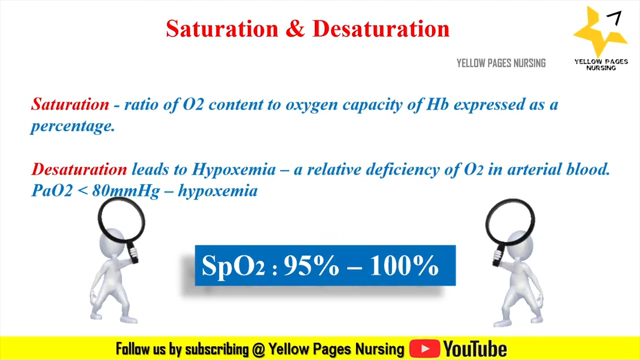 Saturation & Desaturation
YELLOW PAGES NURSING
YELLOW PAGES
NURSING
Saturation - ratio of O2 content to oxygen capacity of Hb expressed as a
percentage.
Desaturation leads to Hypoxemia – a relative deficiency of O2 in arterial blood.
PaO2 < 80mmHg – hypoxemia
SpO2 : 95% – 100%
Follow us by subscribing @ Yellow Pages Nursing YouTube